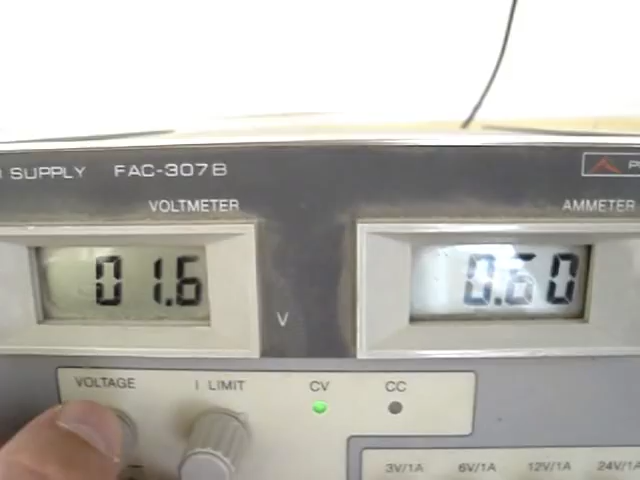 SUPPLY FAC-307B
VOLTMETER
AMMETER
01.6
V
0.60
VOLTAGE
I LIMIT
CV
CC
3V/1A
6V/1A
12V/1A
24V/1A